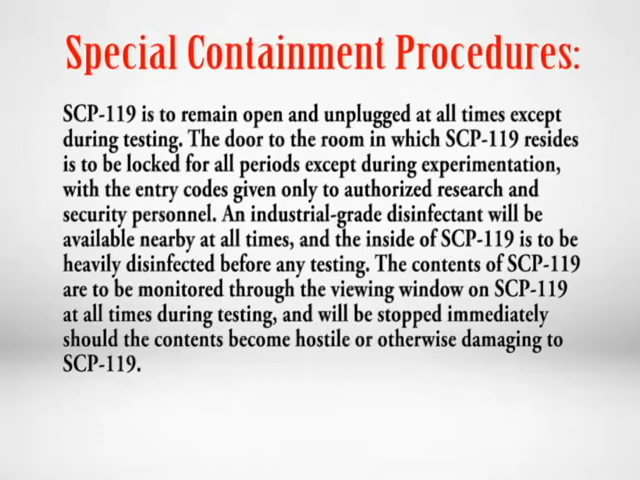 Special Containment Procedures:
SCP-119 is to remain open and unplugged at all times except
during testing. The door to the room in which SCP-119 resides
is to be locked for all periods except during experimentation,
with the entry codes given only to authorized research and
security personnel. An industrial-grade disinfectant will be
available nearby at all times, and the inside of SCP-119 is to be
heavily disinfected before any testing. The contents of SCP-119
are to be monitored through the viewing window on SCP-119
at all times during testing, and will be stopped immediately
should the contents become hostile or otherwise damaging to
SCP-119.